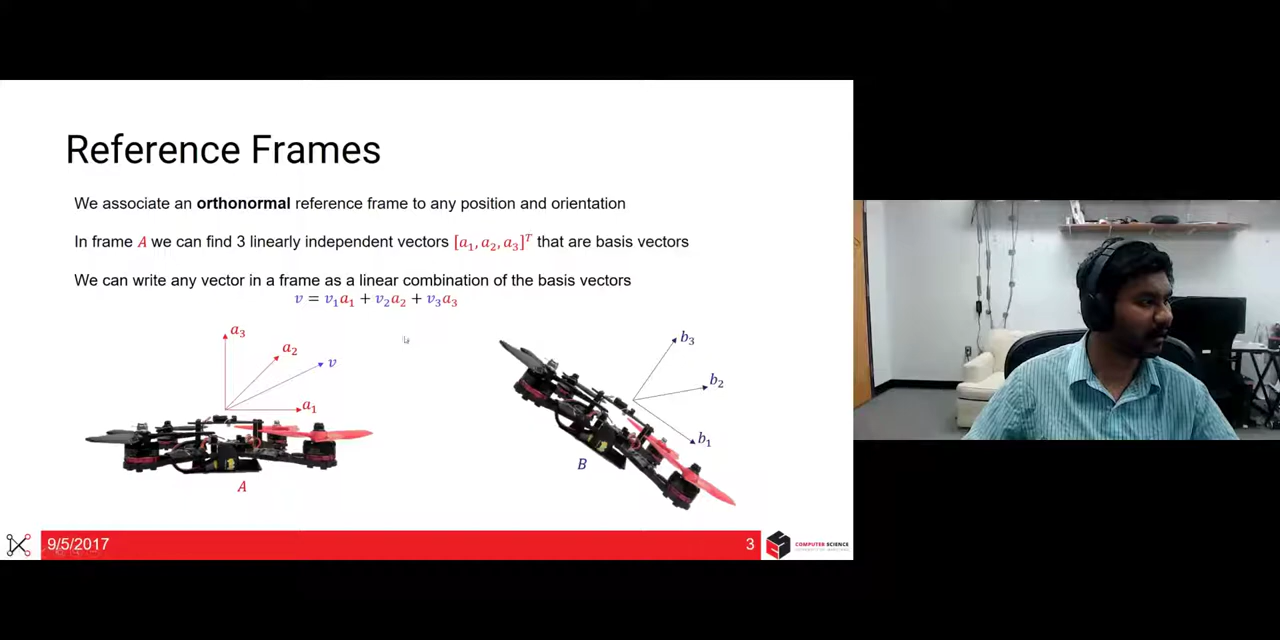 Reference Frames
We associate an orthonormal reference frame to any position and orientation
In frame A we can find 3 linearly independent vectors [a₁, a₂, a₃]ᵀ that are basis vectors
We can write any vector in a frame as a linear combination of the basis vectors
v = v₁a₁ + v₂a₂ + v₃a₃
a₃
a₂
v
a₁
A
b₃
b₂
b₁
B
9/5/2017
3
COMPUTER SCIENCE